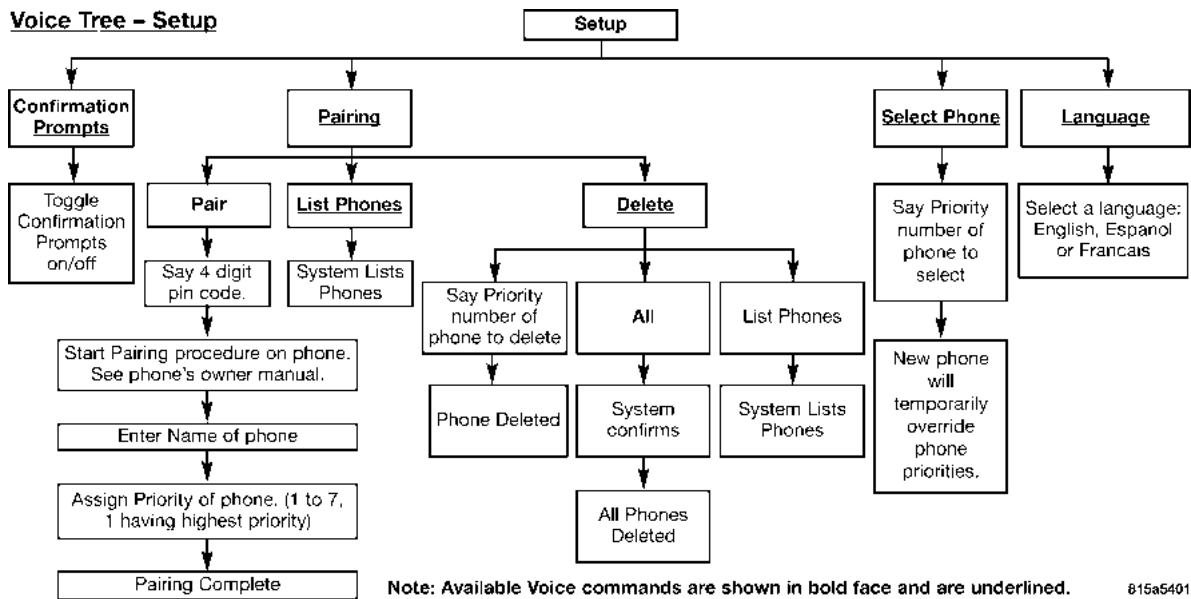 Voice Tree – Setup
Setup
Confirmation
Prompts
Pairing
Select Phone
Language
Toggle
Confirmation
Prompts
on/off
Pair
List Phones
Delete
Say Priority
number of
phone to
select
Select a language:
English, Espanol
or Francais
Say 4 digit
pin code.
System Lists
Phones
Say Priority
number of
phone to delete
All
List Phones
Start Pairing procedure on phone.
See phone's owner manual.
Phone Deleted
System
confirms
System Lists
Phones
New phone
will
temporarily
override
phone
priorities.
Enter Name of phone
Assign Priority of phone. (1 to 7,
1 having highest priority)
All Phones
Deleted
Pairing Complete
Note: Available Voice commands are shown in bold face and are underlined.
815a5401